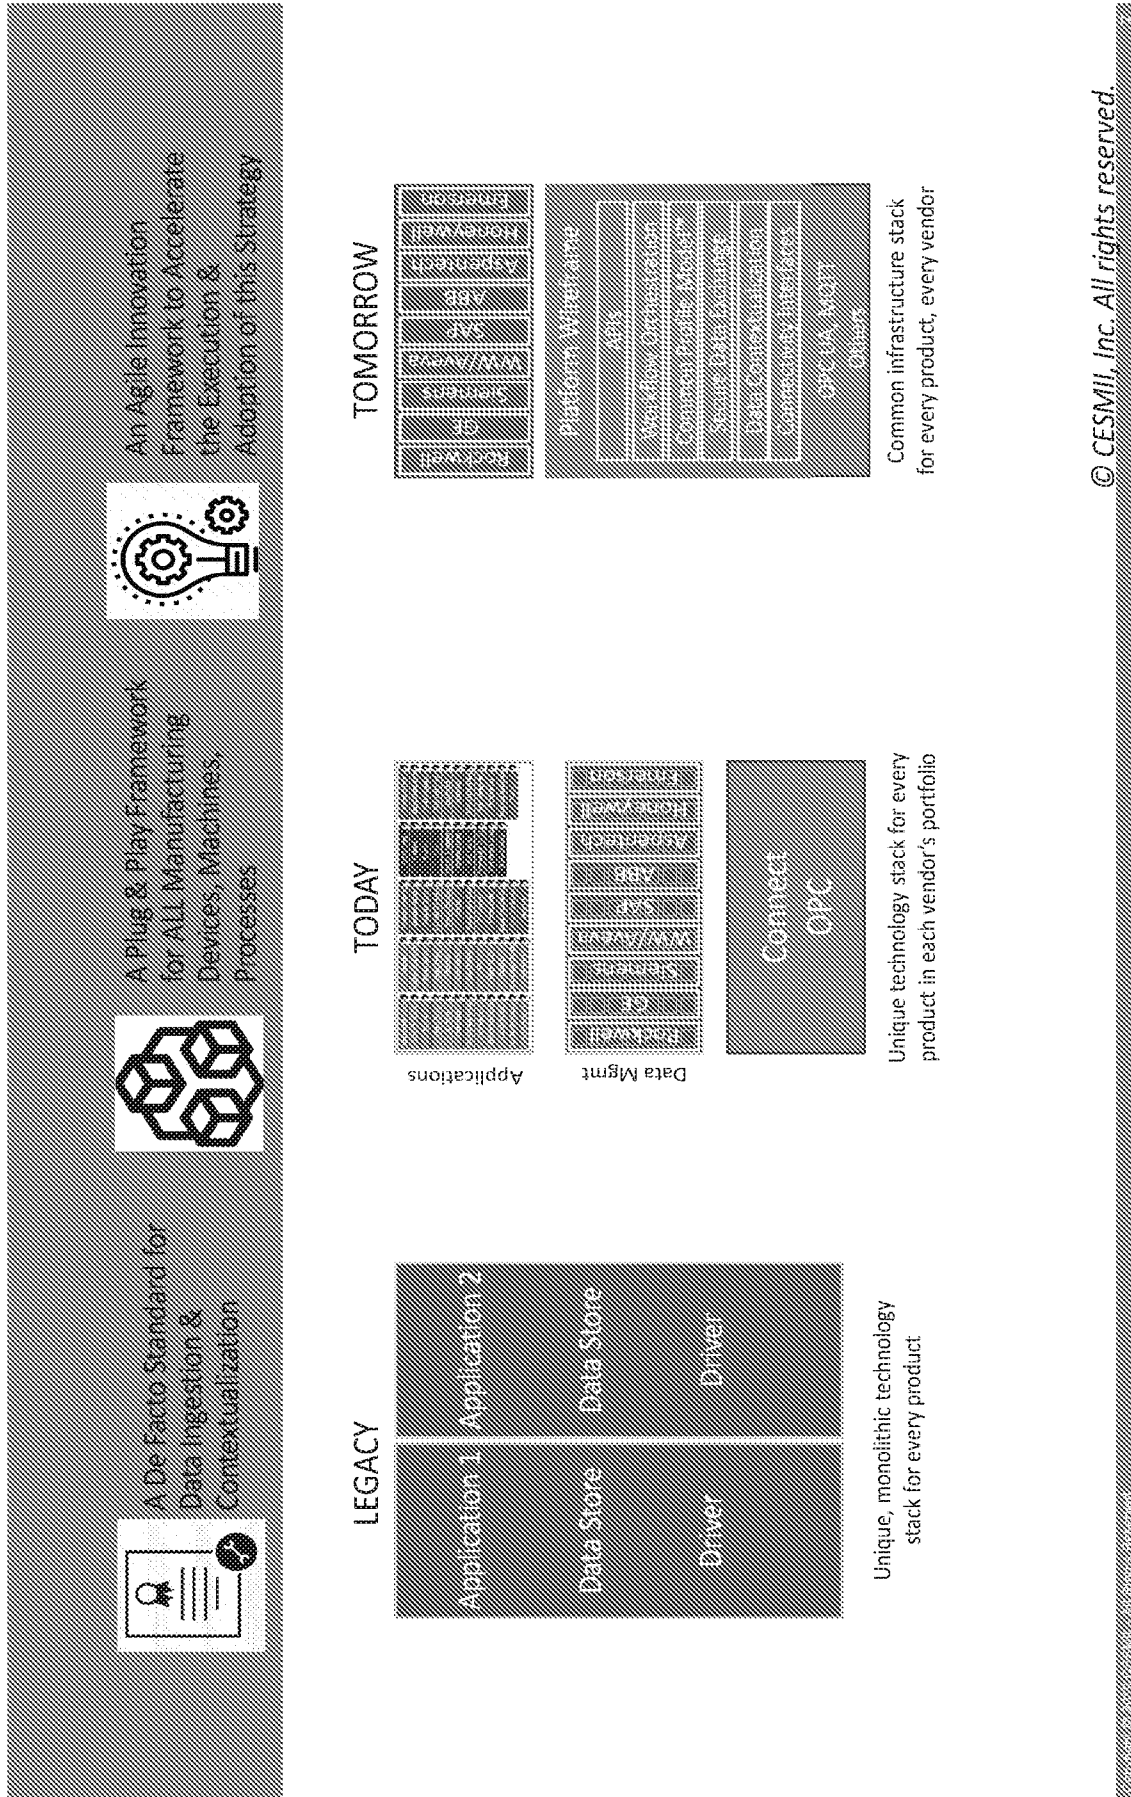 A De Facto Standard for
Data Ingestion &
Contextualization
A Plug & Play Framework
for ALL Manufacturing
Devices, Machines,
Processes
An Agile Innovation
Framework to Accelerate
the Execution &
Adoption of this Strategy
LEGACY
Application 1
Data Store
Driver
Application 2
Data Store
Driver
Unique, monolithic technology
stack for every product
TODAY
Applications
Data Mgmt
Rockwell
GE
Siemens
WW/Aveva
SAP
ABB
Aspentech
Honeywell
Emerson
Connect
OPC
Unique technology stack for every
product in each vendor's portfolio
TOMORROW
Rockwell
GE
Siemens
WW/Aveva
SAP
ABB
Aspentech
Honeywell
Emerson
Platform
APIs
Workflow Orchestration
Common Profile
Secure Data Exchange
Data Contextualization
Connectivity Interfaces
OPC UA, MQTT
Others
Common infrastructure stack
for every product, every vendor
© CESMII, Inc. All rights reserved.